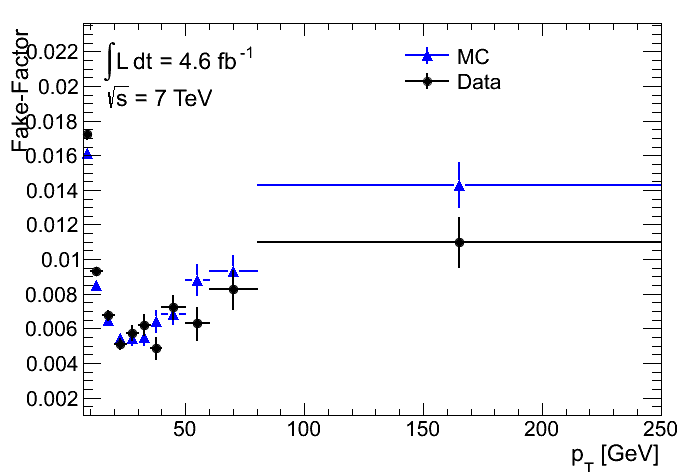 Fake-Factor
∫L dt = 4.6 fb⁻¹
√s = 7 TeV
MC
Data
0.022
0.02
0.018
0.016
0.014
0.012
0.01
0.008
0.006
0.004
0.002
50 100 150 200 250
p_T [GeV]